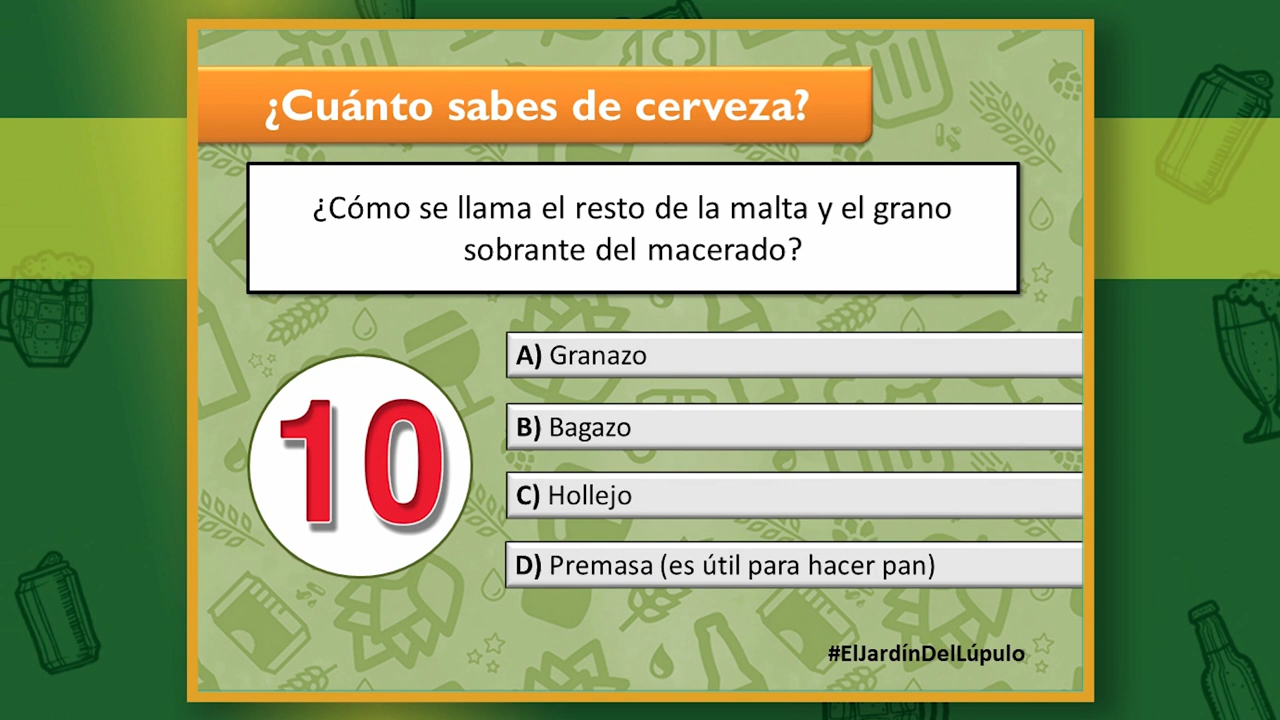 ¿Cuánto sabes de cerveza?
¿Cómo se llama el resto de la malta y el grano
sobrante del macerado?
10
A) Granazo
B) Bagazo
C) Hollejo
D) Premasa (es útil para hacer pan)
#ElJardínDelLúpulo